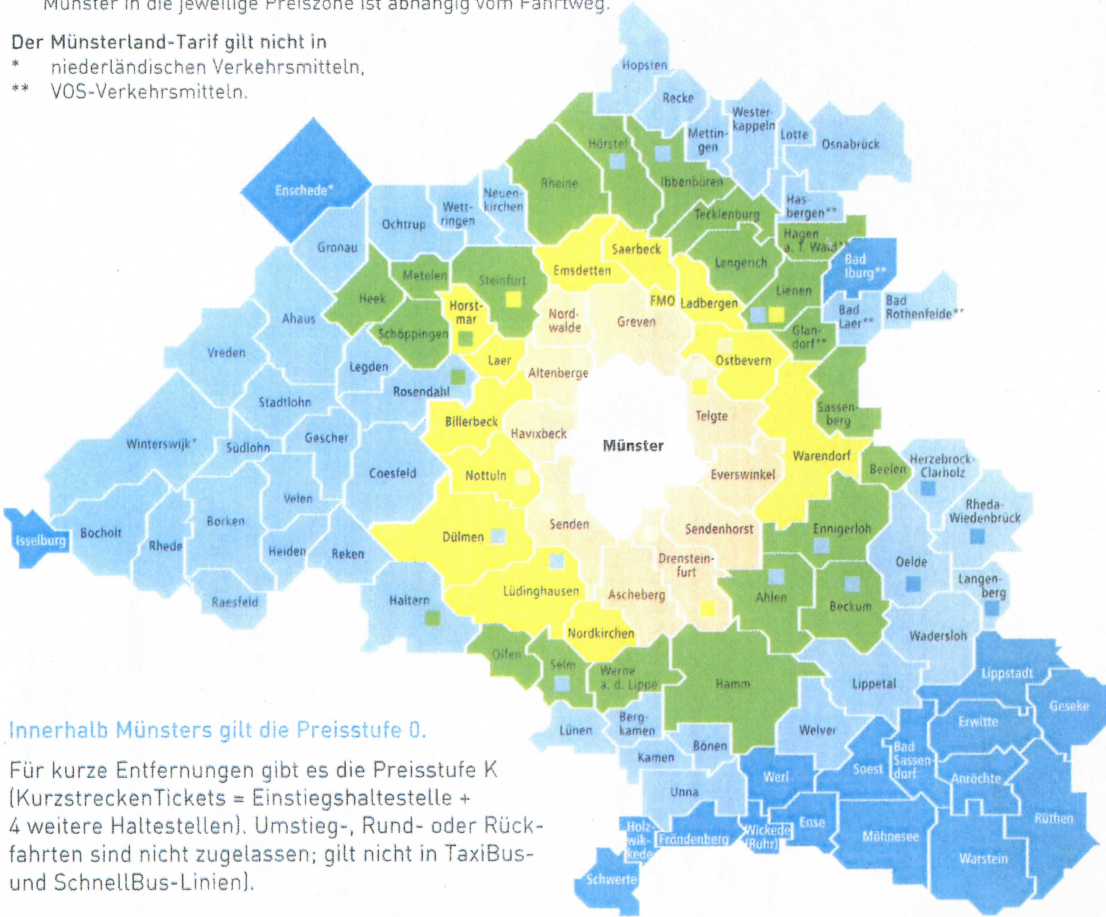 Münster in die jeweilige Preiszone ist abhängig vom Fahrtweg.
Der Münsterland-Tarif gilt nicht in
* niederländischen Verkehrsmitteln,
** VOS-Verkehrsmitteln.
Hopsten
Recke
Wester-
kappeln
Mettin-
gen
Lotte
Osnabrück
Hörstel
Ibbenbüren
Rheine
Enschede*
Neuen-
kirchen
Wett-
ringen
Ochtrup
Tecklenburg
Has-
bergen**
Gronau
Hagen
a. T. Wald**
Saerbeck
Emsdetten
Lengerich
Bad
Iburg**
Metelen
Steinfurt
Heek
Horst-
mar
FMO
Ladbergen
Lienen
Bad
Laer**
Bad
Rothenfelde**
Ahaus
Nord-
walde
Greven
Schöppingen
Glan-
dorf**
Vreden
Legden
Laer
Altenberge
Ostbevern
Rosendahl
Stadtlohn
Sassen-
berg
Telgte
Billerbeck
Havixbeck
Münster
Winterswijk*
Südlohn
Gescher
Coesfeld
Warendorf
Beelen
Herzebrock-
Clarholz
Nottuln
Everswinkel
Velen
Rheda-
Wiedenbrück
Isselburg
Bocholt
Rhede
Borken
Heiden
Reken
Dülmen
Senden
Sendenhorst
Ennigerloh
Drenstein-
furt
Oelde
Langen-
berg
Raesfeld
Haltern
Lüdinghausen
Ascheberg
Ahlen
Beckum
Nordkirchen
Wadersloh
Olfen
Selm
Werne
a. d. Lippe
Hamm
Lippetal
Lippstadt
Geseke
Lünen
Berg-
kamen
Bönen
Welver
Erwitte
Kamen
Soest
Bad
Sassen-
dorf
Anröchte
Werl
Unna
Rüthen
Holz-
wik-
kede
Fröndenberg
Wickede
(Ruhr)
Ense
Möhnesee
Warstein
Schwerte
Innerhalb Münsters gilt die Preisstufe 0.
Für kurze Entfernungen gibt es die Preisstufe K
(KurzstreckenTickets = Einstiegshaltestelle +
4 weitere Haltestellen). Umstieg-, Rund- oder Rück-
fahrten sind nicht zugelassen; gilt nicht in TaxiBus-
und SchnellBus-Linien).